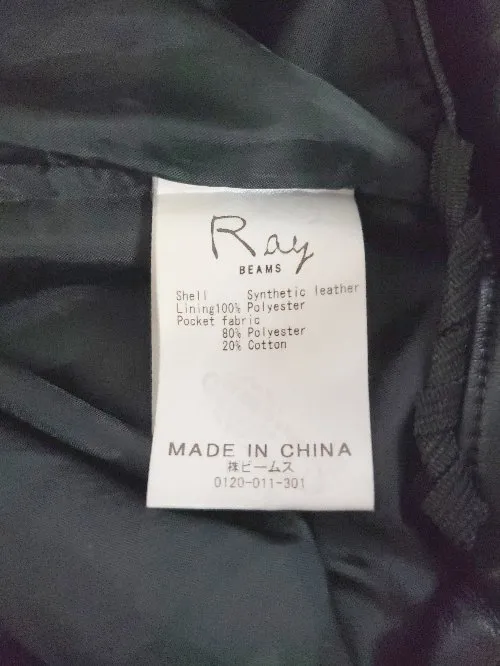 Ray
BEAMS
Shell Synthetic leather
Lining100% Polyester
Pocket fabric
80% Polyester
20% Cotton
MADE IN CHINA
㈱ビームス
0120-011-301